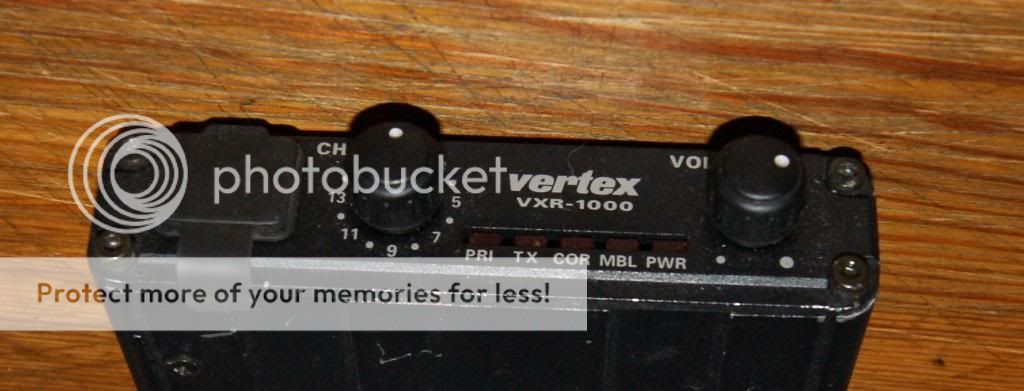 CH
VOL
photobucket
vertex
VXR-1000
13
5
11
7
9
PRI TX COR MBL PWR
Protect more of your memories for less!